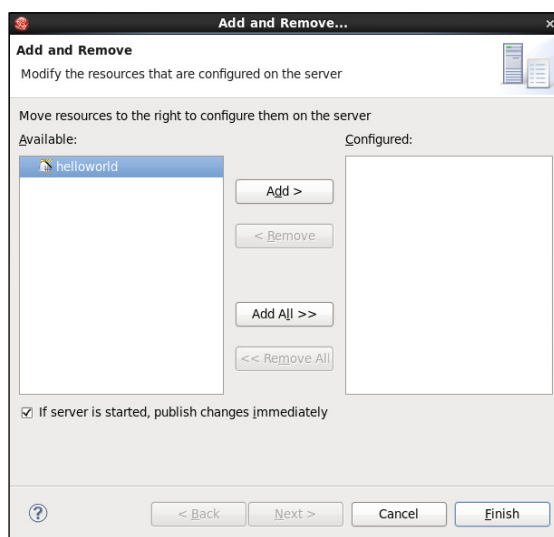 Add and Remove...
Add and Remove
Modify the resources that are configured on the server
Move resources to the right to configure them on the server
Available:
Configured:
helloworld
Add >
< Remove
Add All >>
<< Remove All
If server is started, publish changes immediately
< Back
Next >
Cancel
Finish